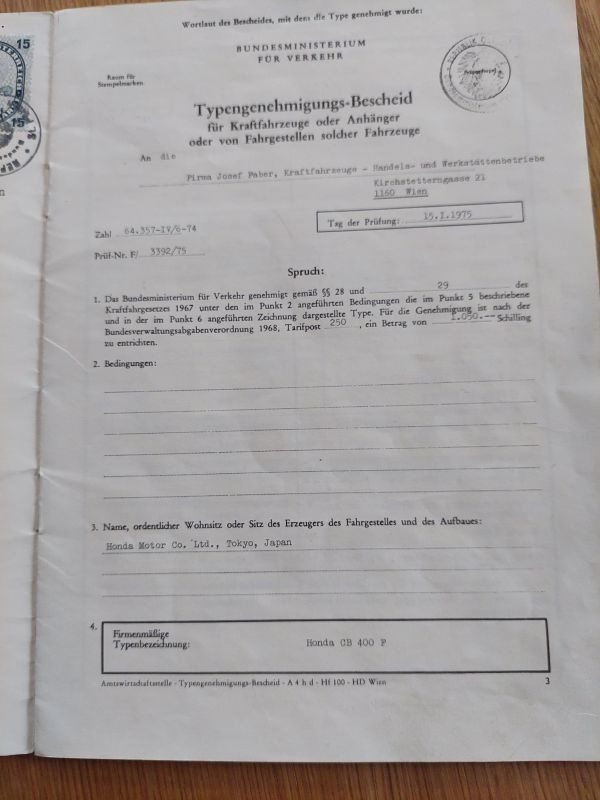 Wortlaut des Bescheides, mit dem die Type genehmigt wurde:
BUNDESMINISTERIUM
FÜR VERKEHR
Raum für
Stempelmarken.
15
15
Typengenehmigungs-Bescheid
für Kraftfahrzeuge oder Anhänger
oder von Fahrgestellen solcher Fahrzeuge
An die
Firma Josef Faber, Kraftfahrzeuge - Handels- und Werkstättenbetriebe
Kirchstetterngasse 21
1160 Wien
Tag der Prüfung: 15.I.1975
Zahl 64.357-IV/6-74
Prüf-Nr. F/ 3392/75
Spruch:
1. Das Bundesministerium für Verkehr genehmigt gemäß §§ 28 und 29 des
Kraftfahrgesetzes 1967 unter den im Punkt 2 angeführten Bedingungen die im Punkt 5 beschriebene
und in der im Punkt 6 angeführten Zeichnung dargestellte Type. Für die Genehmigung ist nach der
Bundesverwaltungsabgabenverordnung 1968, Tarifpost 250 , ein Betrag von 1.050.-- Schilling
zu entrichten.
2. Bedingungen:
3. Name, ordentlicher Wohnsitz oder Sitz des Erzeugers des Fahrgestelles und des Aufbaues:
Honda Motor Co. Ltd., Tokyo, Japan
4.
Firmenmäßige
Typenbezeichnung: Honda CB 400 F
Amtswirtschaftsstelle - Typengenehmigungs-Bescheid - A 4 h d - Hf 100 - HD Wien
3